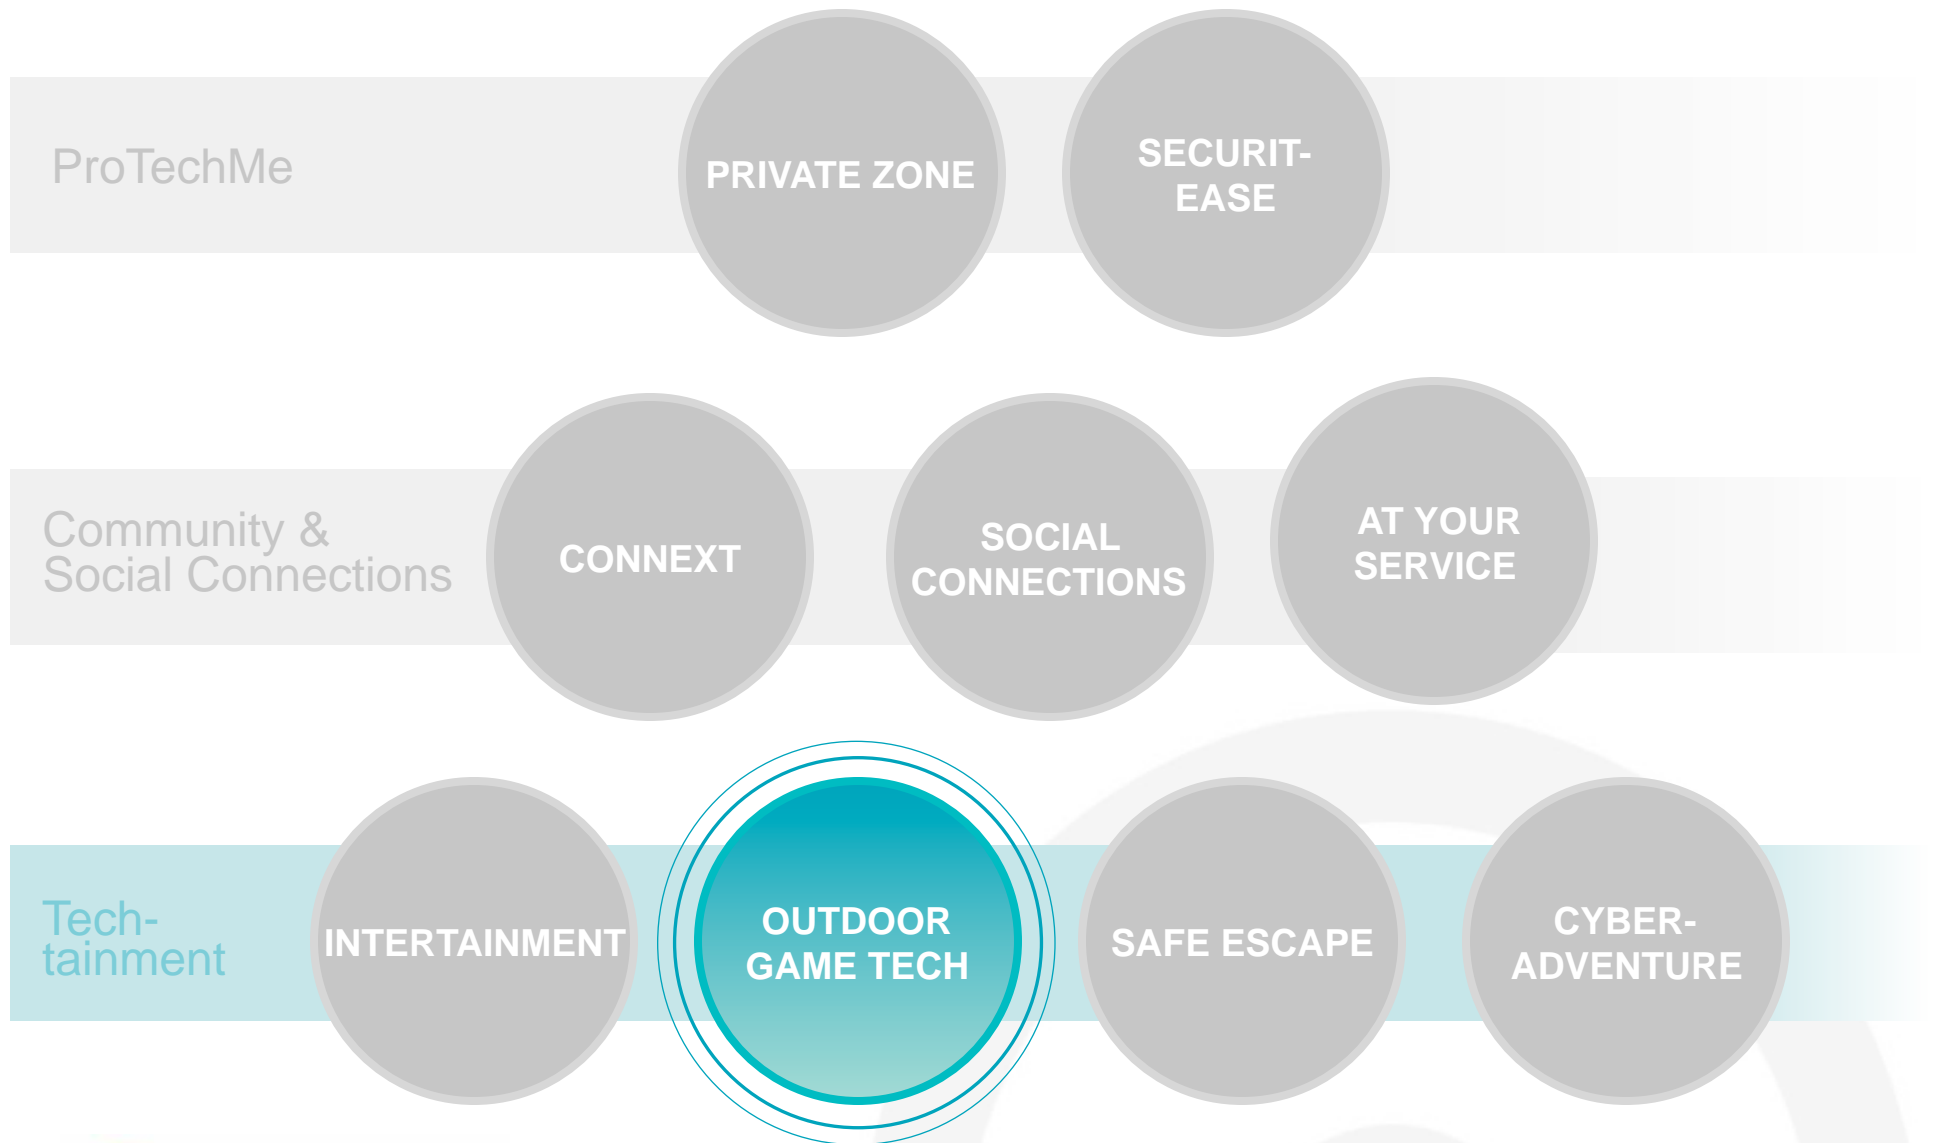 ProTechMe
PRIVATE ZONE
SECURIT-
EASE
Community &
Social Connections
CONNEXT
SOCIAL
CONNECTIONS
AT YOUR
SERVICE
Tech-
tainment
INTERTAINMENT
OUTDOOR
GAME TECH
SAFE ESCAPE
CYBER-
ADVENTURE